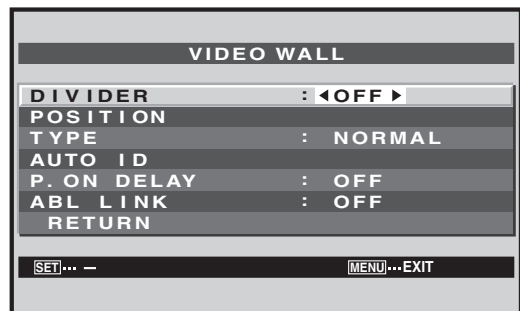 VIDEO WALL
DIVIDER : ◀OFF▶
POSITION
TYPE : NORMAL
AUTO ID
P. ON DELAY : OFF
ABL LINK : OFF
RETURN
SET··· — MENU···EXIT